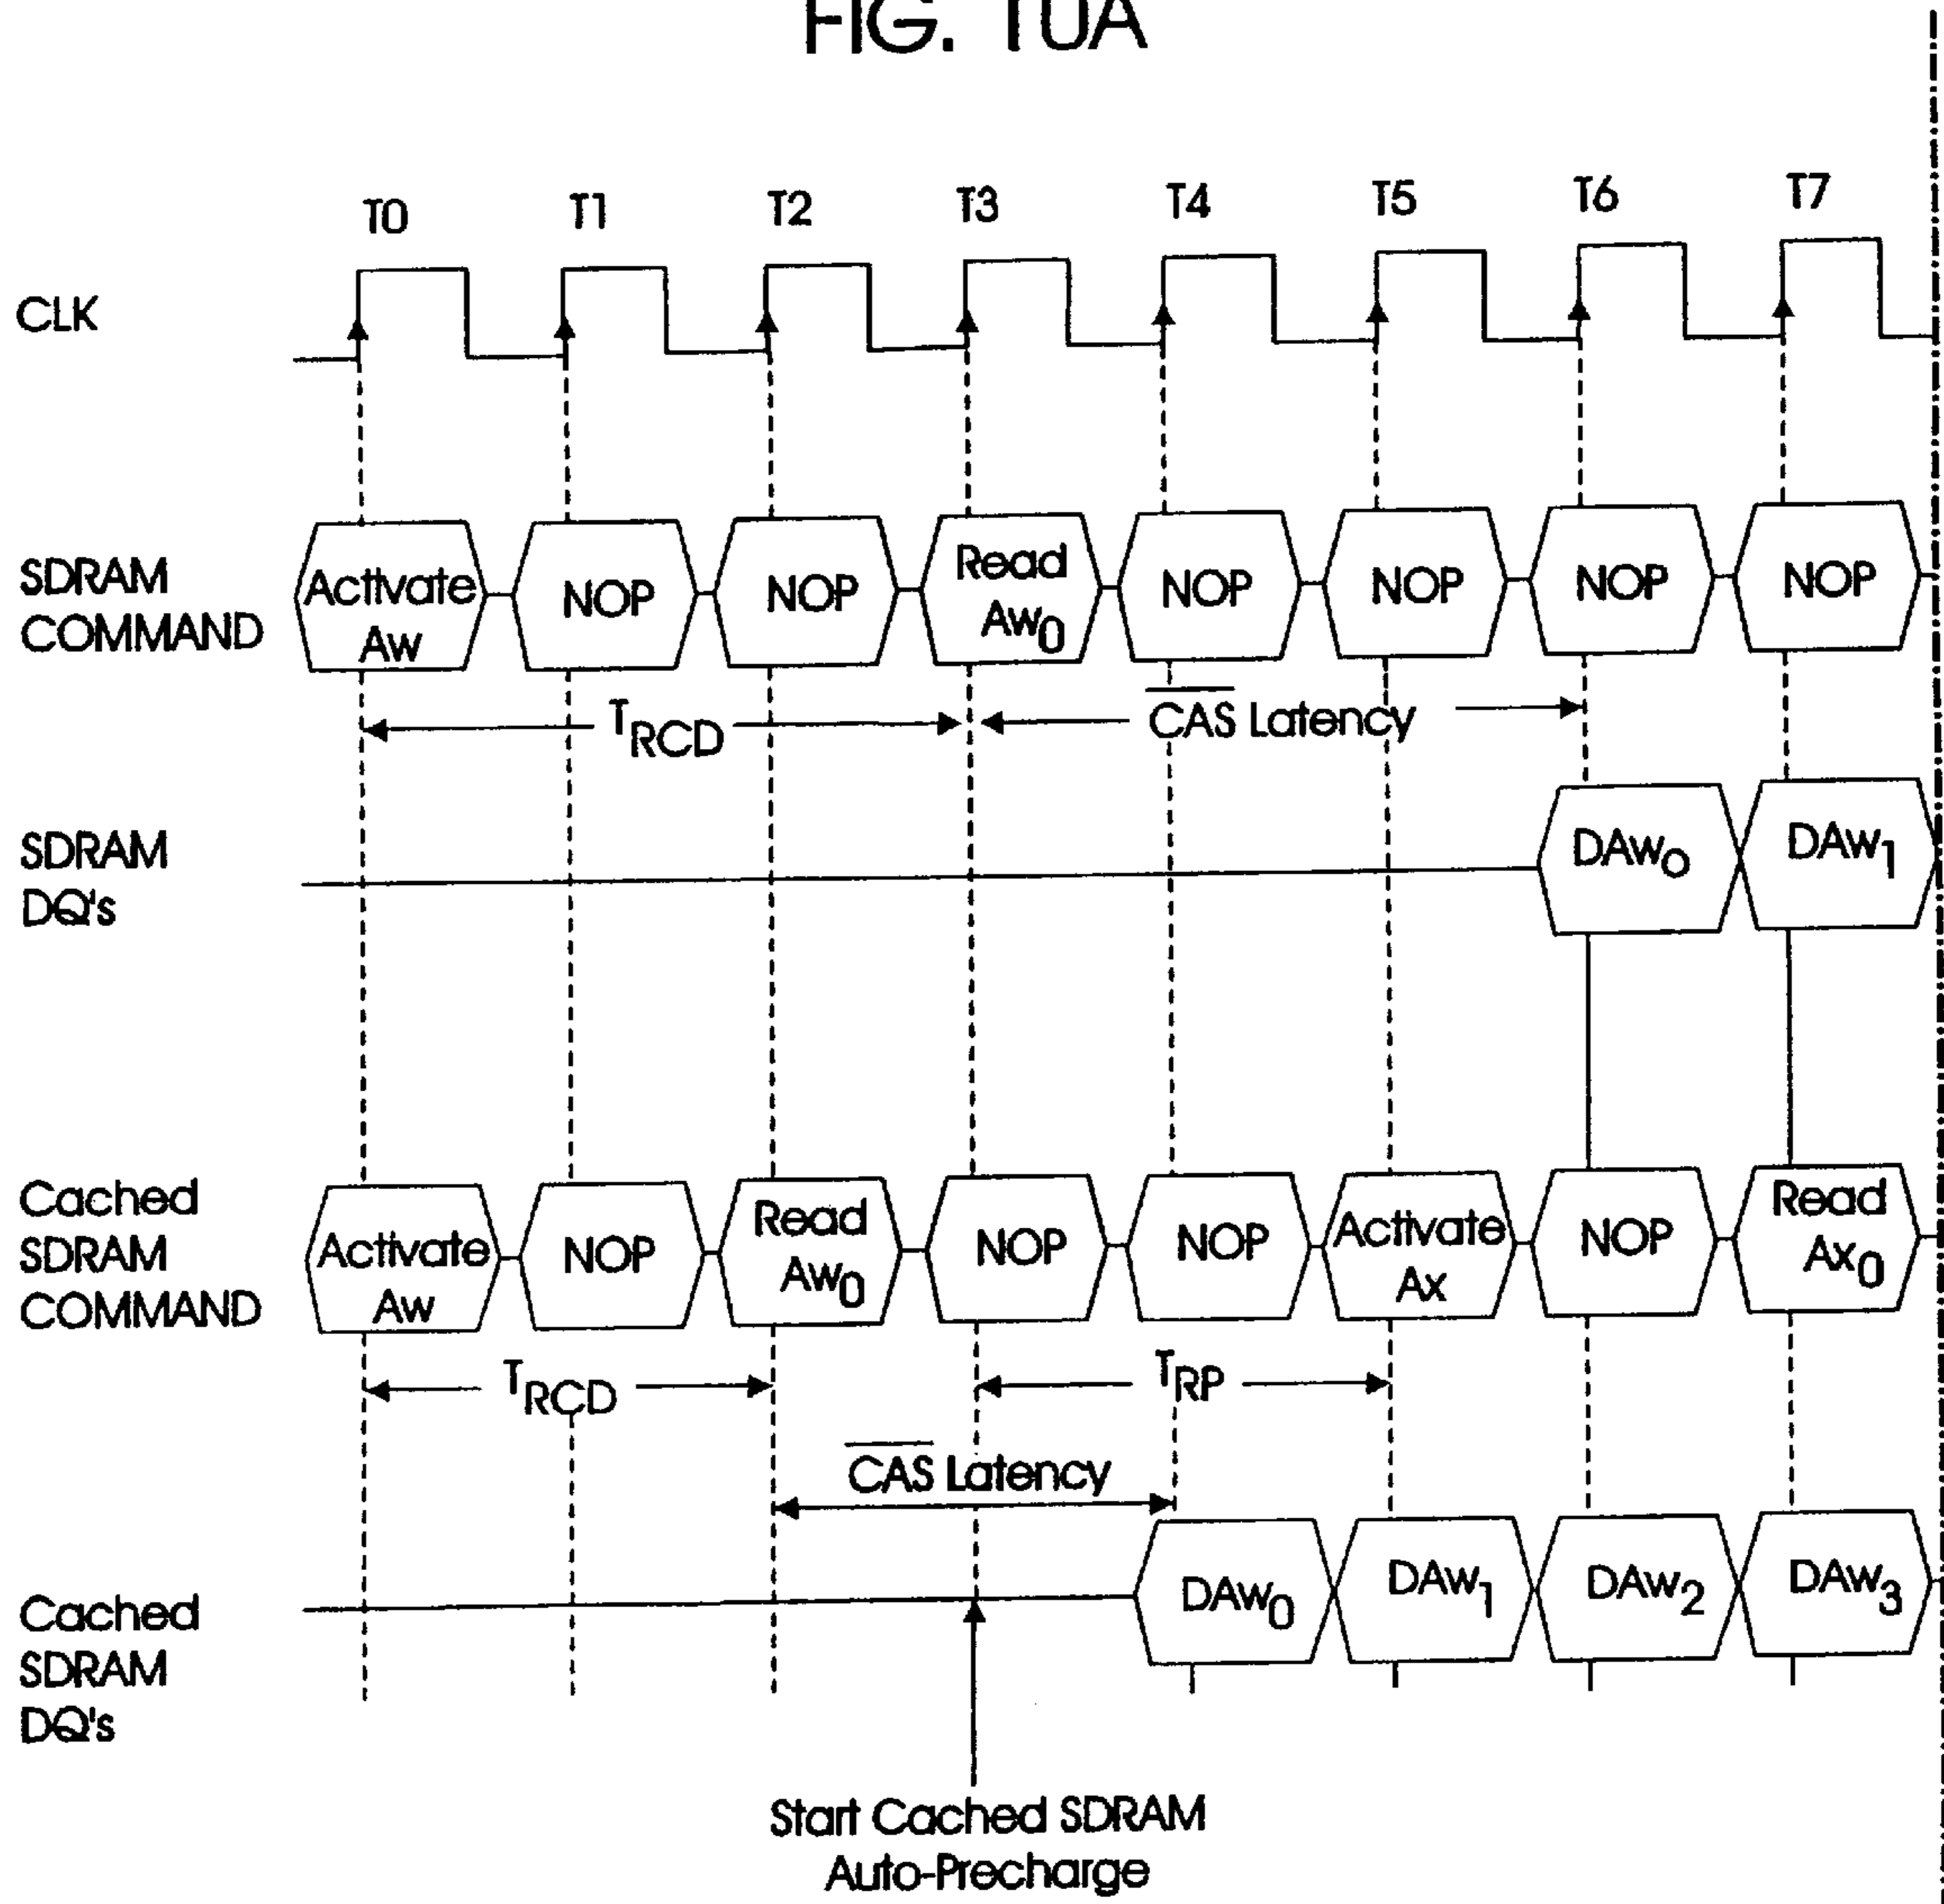 FIG. 10A
T0 T1 T2 T3 T4 T5 T6 T7
CLK
SDRAM
COMMAND
Activate
Aw
NOP
NOP
Read
Aw0
NOP
NOP
NOP
NOP
TRCD
CAS Latency
SDRAM
DQ's
DAw0
DAw1
Cached
SDRAM
COMMAND
Activate
Aw
NOP
Read
Aw0
NOP
NOP
Activate
Ax
NOP
Read
Ax0
TRCD
TRP
CAS Latency
Cached
SDRAM
DQ's
DAw0
DAw1
DAw2
DAw3
Start Cached SDRAM
Auto-Precharge